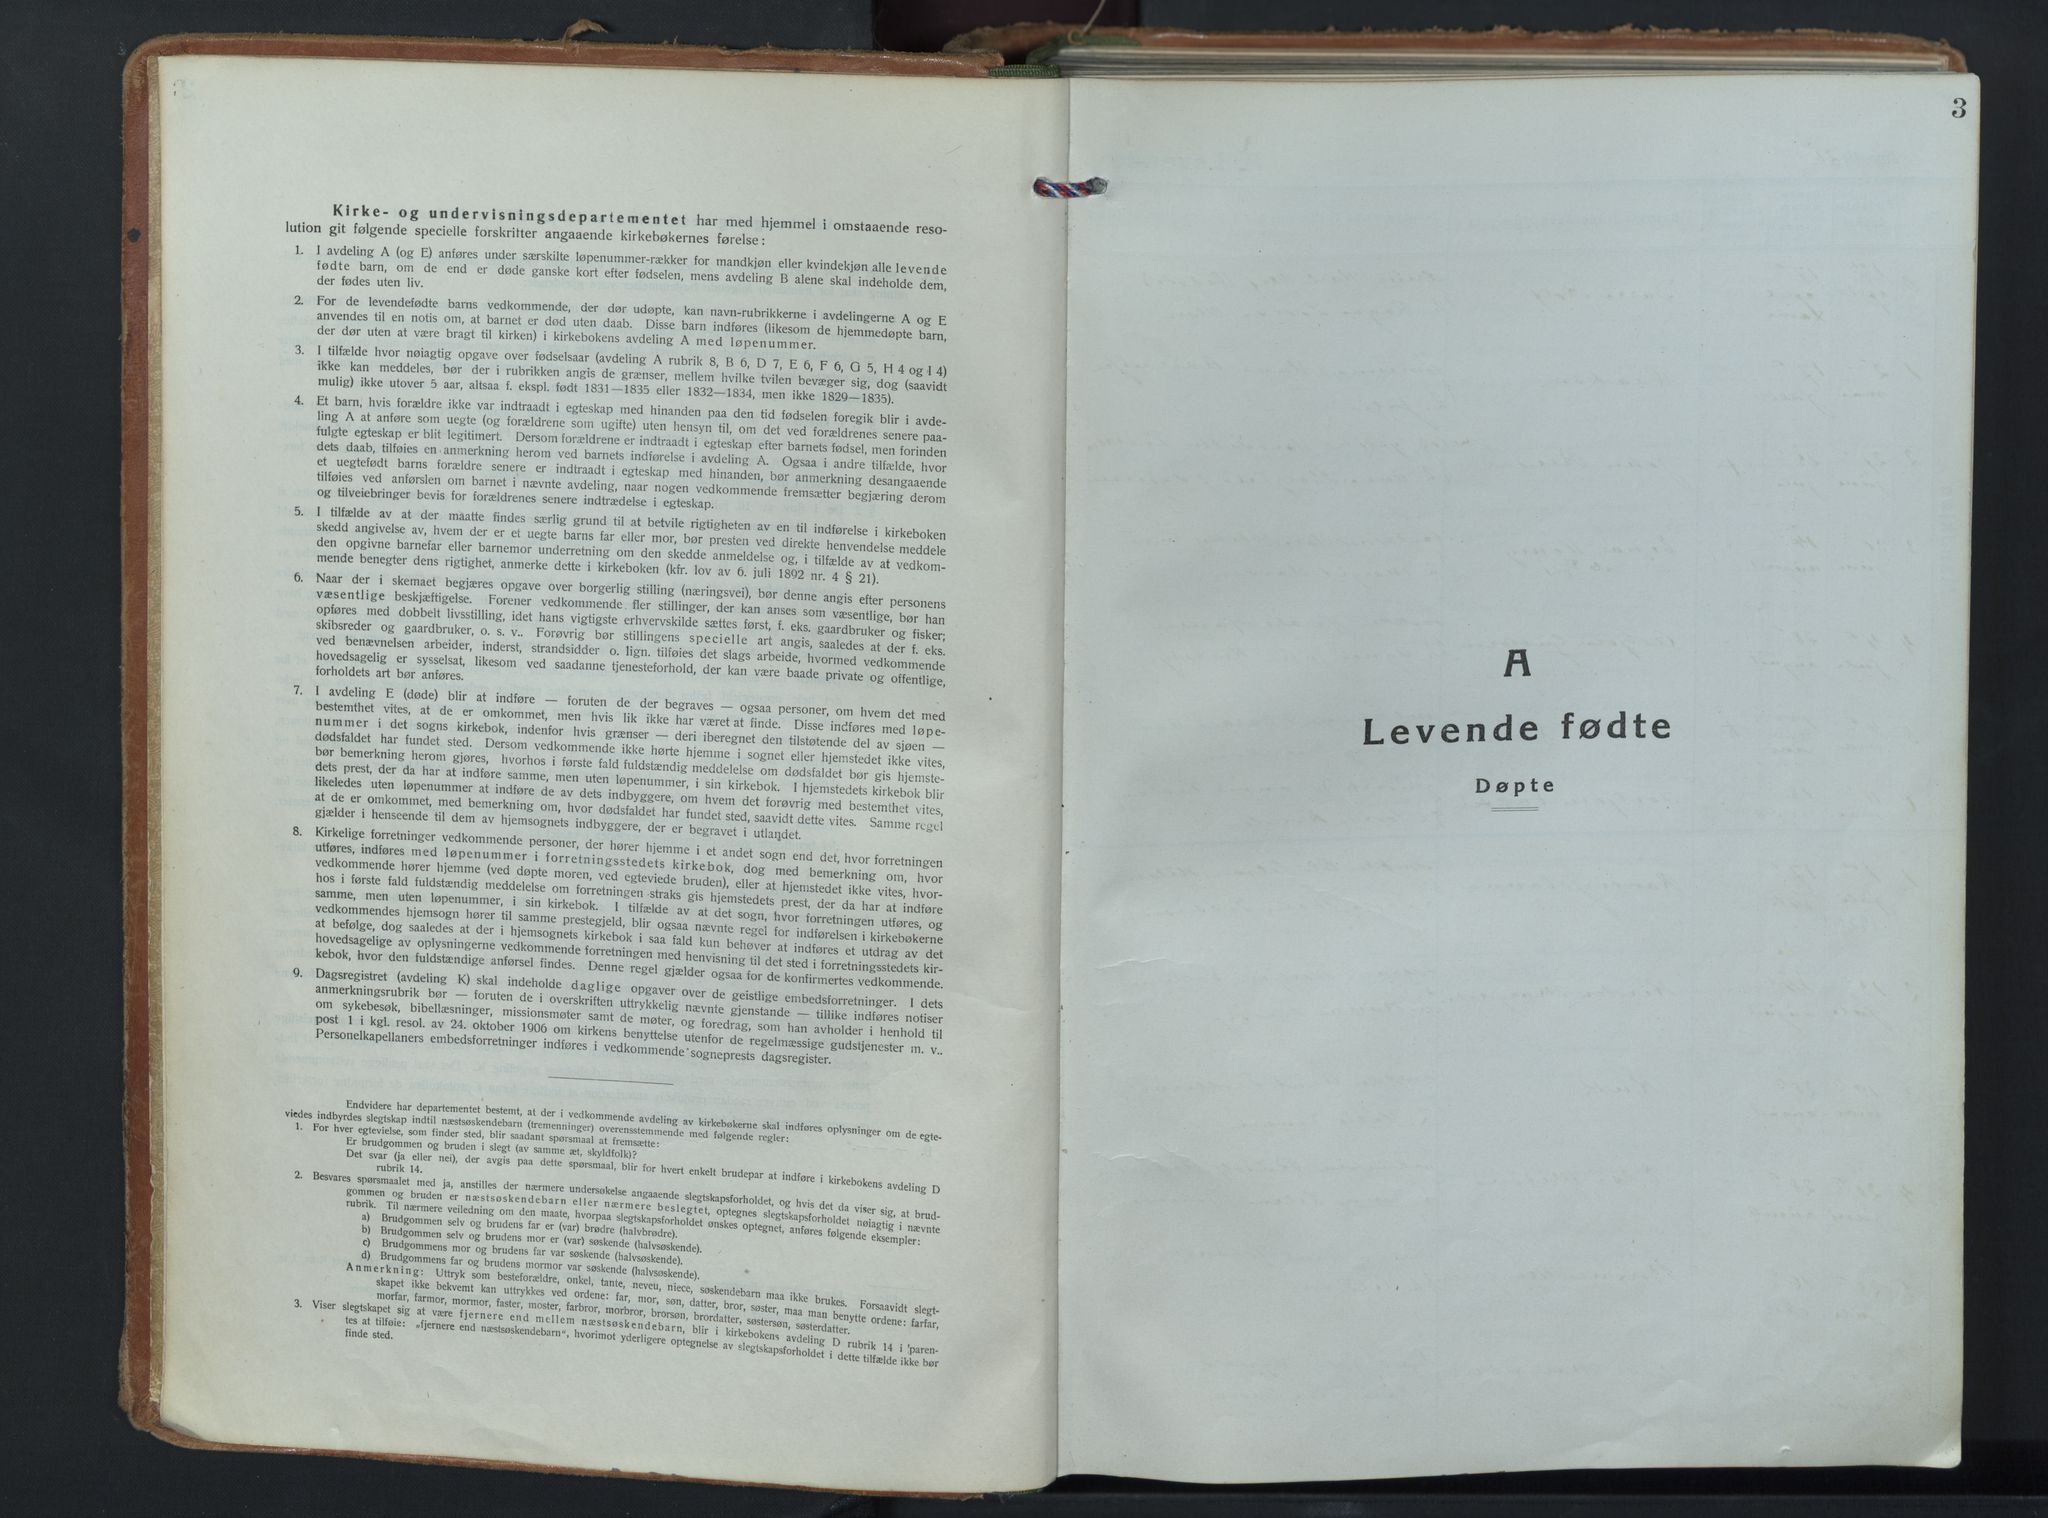 Kirke- og undervisningsdepartementet har med hjemmel i omstaaende reso-
lution git følgende specielle forskrifter angaaende kirkebøkernes førelse:
1. I avdeling A (og E) anføres under særskilte løpenummer-rækker for mandkjøn eller kvindekjøn alle levende
fødte barn, om de end er døde ganske kort efter fødselen, mens avdeling B alene skal indeholde dem,
der fødes uten liv.
2. For de levendefødte barns vedkommende, der dør udøpte, kan navn-rubrikkerne i avdelingerne A og E
anvendes til en notis om, at barnet er død uten daab. Disse barn indføres (likesom de hjemmedøpte barn,
der dør uten at være bragt til kirken) i kirkebokens avdeling A med løpenummer.
3. I tilfælde hvor nøiagtig opgave over fødselsaar (avdeling A rubrik 8, B 6, D 7, E 6, F 6, G 5, H 4 og I 4)
ikke kan meddeles, bør der i rubrikken angis de grænser, mellem hvilke tvilen bevæger sig, dog (saavidt
mulig) ikke utover 5 aar, altsaa f. ekspl. født 1831—1835 eller 1832—1834, men ikke 1829—1835).
4. Et barn, hvis forældre ikke var indtraadt i egteskap med hinanden paa den tid fødselen foregik blir i avde-
ling A at anføre som uegte (og forældrene som ugifte) uten hensyn til, om det ved forældrenes senere paa-
fulgte egteskap er blit legitimert. Dersom forældrene er indtraadt i egteskap efter barnets fødsel, men forinden
dets daab, tilføies en anmerkning herom ved barnets indførelse i avdeling A. Ogsaa i andre tilfælde, hvor
et uegtefødt barns forældre senere er indtraadt i egteskap med hinanden, bør anmerkning desangaaende
tilføies ved anførslen om barnet i nævnte avdeling, naar nogen vedkommende fremsætter begjæring derom
og tilveiebringer bevis for forældrenes senere indtrædelse i egteskap.
5. I tilfælde av at der maatte findes særlig grund til at betvile rigtigheten av en til indførelse i kirkeboken
skedd angivelse av, hvem der er et uegte barns far eller mor, bør presten ved direkte henvendelse meddele
den opgivne barnefar eller barnemor underretning om den skedde anmeldelse og, i tilfælde av at vedkom-
mende benegter dens rigtighet, anmerke dette i kirkeboken (kfr. lov av 6. juli 1892 nr. 4 § 21).
6. Naar der i skemaet begjæres opgave over borgerlig stilling (næringsvei), bør denne angis efter personens
væsentlige beskjæftigelse. Forener vedkommende fler stillinger, der kan anses som væsentlige, bør han
opføres med dobbelt livsstilling, idet hans vigtigste erhvervskilde sættes først, f. eks. gaardbruker og fisker;
skibsreder og gaardbruker, o. s. v.. Forøvrig bør stillingens specielle art angis, saaledes at der f. eks.
ved benævnelsen arbeider, inderst, strandsidder o. lign. tilføies det slags arbeide, hvormed vedkommende
hovedsagelig er sysselsat, likesom ved saadanne tjenesteforhold, der kan være baade private og offentlige,
forholdets art bør anføres.
7. I avdeling E (døde) blir at indføre — foruten de der begraves — ogsaa personer, om hvem det med
bestemthet vites, at de er omkommet, men hvis lik ikke har været at finde. Disse indføres med løpe-
nummer i det sogns kirkebok, indenfor hvis grænser — deri iberegnet den tilstøtende del av sjøen —
dødsfaldet har fundet sted. Dersom vedkommende ikke hørte hjemme i sognet eller hjemstedet ikke vites,
bør bemerkning herom gjøres, hvorhos i første fald fuldstændig meddelelse om dødsfaldet bør gis hjemste-
dets prest, der da har at indføre samme, men uten løpenummer, i sin kirkebok. I hjemstedets kirkebok blir
likeledes uten løpenummer at indføre de av dets indbyggere, om hvem det forøvrig med bestemthet vites,
at de er omkommet, med bemerkning om, hvor dødsfaldet har fundet sted, saavidt dette vites. Samme regel
gjælder i henseende til dem av hjemsognets indbyggere, der er begravet i utlandet.
8. Kirkelige forretninger vedkommende personer, der hører hjemme i et andet sogn end det, hvor forretningen
utføres, indføres med løpenummer i forretningsstedets kirkebok, dog med bemerkning om, hvor
vedkommende hører hjemme (ved døpte moren, ved egteviede bruden), eller at hjemstedet ikke vites, hvor-
hos i første fald fuldstændig meddelelse om forretningen straks gis hjemstedets prest, der da har at indføre
samme, men uten løpenummer, i sin kirkebok. I tilfælde av at det sogn, hvor forretningen utføres, og
vedkommendes hjemsogn hører til samme prestegjeld, blir ogsaa nævnte regel for indførelsen i kirkebøkerne
at befølge, dog saaledes at der i hjemsognets kirkebok i saa fald kun behøver at indføres et utdrag av det
hovedsagelige av oplysningerne vedkommende forretningen med henvisning til det sted i forretningsstedets kir-
kebok, hvor den fuldstændige anførsel findes. Denne regel gjælder ogsaa for de konfirmertes vedkommende.
9. Dagsregistret (avdeling K) skal indeholde daglige opgaver over de geistlige embedsforretninger. I dets
anmerkningsrubrik bør — foruten de i overskriften uttrykkelig nævnte gjenstande — tillike indføres notiser
om sykebesøk, bibellæsninger, missionsmøter samt de møter, og foredrag, som han avholder i henhold til
post 1 i kgl. resol. av 24. oktober 1906 om kirkens benyttelse utenfor de regelmæssige gudstjenester m. v..
Personelkapellaners embedsforretninger indføres i vedkommende sogneprests dagsregister.
Endvidere har departementet bestemt, at der i vedkommende avdeling av kirkebøkerne skal indføres oplysninger om de egte-
viedes indbyrdes slegtskap indtil næstsøskendebarn (tremenninger) overensstemmende med følgende regler:
1. For hver egtevielse, som finder sted, blir saadant spørsmaal at fremsætte:
Er brudgommen og bruden i slegt (av samme æt, skyldfolk)?
Det svar (ja eller nei), der avgis paa dette spørsmaal, blir for hvert enkelt brudepar at indføre i kirkebokens avdeling D
rubrik 14.
2. Besvares spørsmaalet med ja, anstilles der nærmere undersøkelse angaaende slegtskapsforholdet, og hvis det da viser sig, at brud-
gommen og bruden er næstsøskendebarn eller nærmere beslegtet, optegnes slegtskapsforholdet nøiagtig i nævnte
rubrik. Til nærmere veiledning om den maate, hvorpaa slegtskapsforholdet ønskes optegnet, anføres følgende eksempler:
a) Brudgommen selv og brudens far er (var) brødre (halvbrødre).
b) Brudgommen selv og brudens mor er (var) søskende (halvsøskende).
c) Brudgommens mor og brudens far var søskende (halvsøskende).
d) Brudgommens far og brudens mormor var søskende (halvsøskende).
Anmerkning: Uttryk som besteforældre, onkel, tante, neveu, niece, søskendebarn maa ikke brukes. Forsaavidt slegt-
skapet ikke bekvemt kan uttrykkes ved ordene: far, mor, søn, datter, bror, søster, maa man benytte ordene: farfar,
morfar, farmor, mormor, faster, moster, farbror, morbror, brorsøn, brordatter, søstersøn, søsterdatter.
3. Viser slegtskapet sig at være fjernere end mellem næstsøskendebarn, blir i kirkebokens avdeling D rubrik 14 i paren-
tes at tilføie: „fjernere end næstsøskendebarn“, hvorimot yderligere optegnelse av slegtskapsforholdet i dette tilfælde ikke bør
finde sted.
3
A
Levende fødte
Døpte